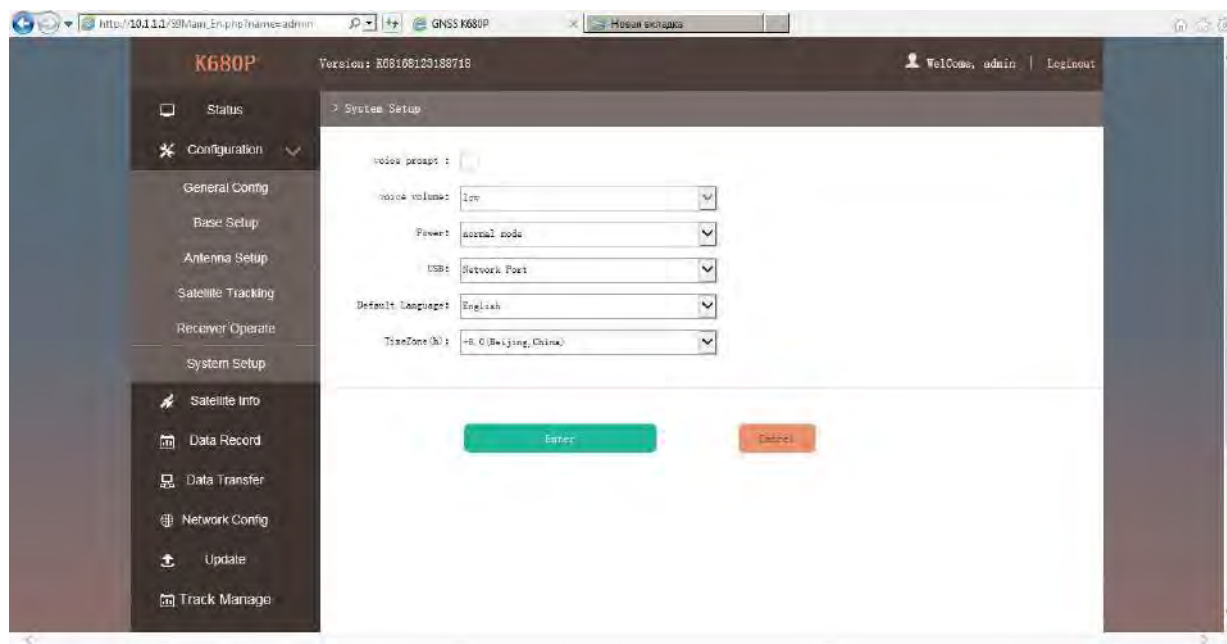 http://10.1.1.1/S9Main_En.php?name=admin
GNSS K680P
Новая вкладка
K680P
Version: K68168123188718
WelCome, admin | Loginout
Status
> System Setup
Configuration
voice prompt :
General Config
voice volume: low
Base Setup
Power: normal mode
Antenna Setup
USB: Network Port
Satellite Tracking
Default Language: English
Receiver Operate
TimeZone(h): +8.0(Beijing,China)
System Setup
Satellite Info
Data Record
Enter
Cancel
Data Transfer
Network Config
Update
Track Manage